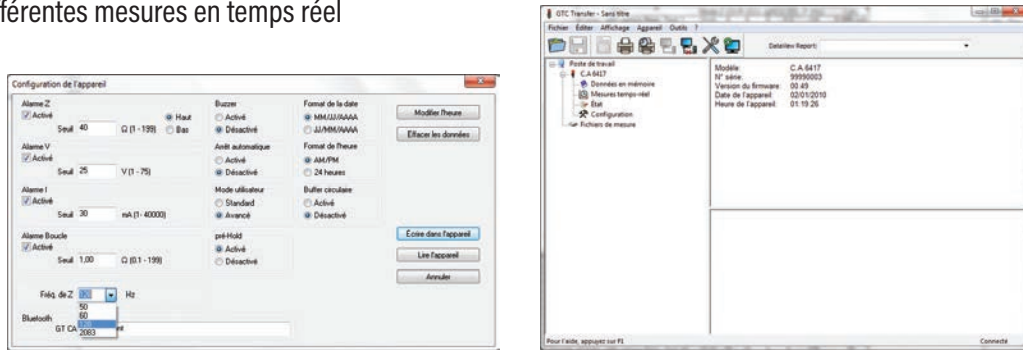 férentes mesures en temps réel
Configuration de l'appareil
Alarme Z
Activé
Haut
Seuil 40 Ω (1 - 199) Bas
Alarme V
Activé
Seuil 25 V (1 - 75)
Alarme I
Activé
Seuil 30 mA (1 - 40000)
Alarme Boucle
Activé
Seuil 1,00 Ω (0.1 - 199)
Fréq. de Z Hz
50
60
2083
Bluetooth
GT CA
Buzzer
Activé
Désactivé
Arrêt automatique
Activé
Désactivé
Mode utilisateur
Standard
Avancé
pré-Hold
Activé
Désactivé
Format de la date
MM/JJ/AAAA
JJ/MM/AAAA
Format de l'heure
AM/PM
24 heures
Buffer circulaire
Activé
Désactivé
Modifier l'heure
Effacer les données
Écrire dans l'appareil
Lire l'appareil
Annuler
GTC Transfer - Sans titre
Fichier Éditer Affichage Appareil Outils ?
Dataview Report:
Poste de travail
C.A 6417
Données en mémoire
Mesures temps-réel
État
Configuration
Fichiers de mesure
Modèle: C.A 6417
N° série: 99990003
Version du firmware: 00.49
Date de l'appareil: 02/01/2010
Heure de l'appareil: 01:19:26
Pour l'aide, appuyez sur F1
Connecté